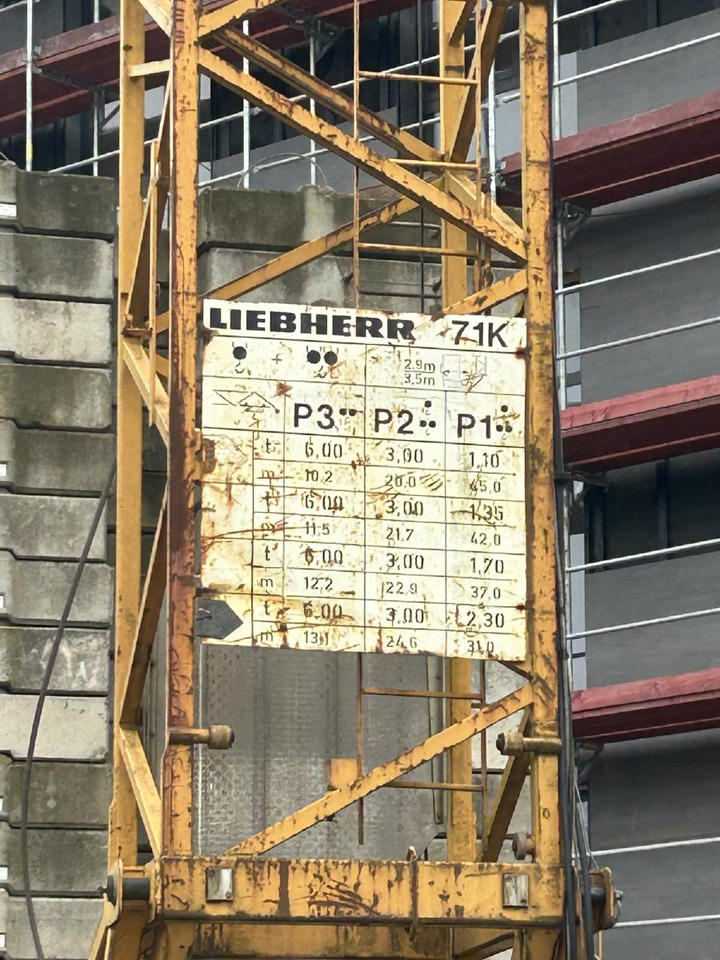 LIEBHERR 71K
2.9m
3.5m
P3 P2 P1
t 6,00 3,00 1,10
m 10.2 20.0 45,0
t 6,00 3,00 1,35
m 11.5 21.7 42.0
t 6,00 3,00 1,70
m 12.2 22.9 37.0
t 6.00 3,00 2,30
m 13.1 24.6 31.0